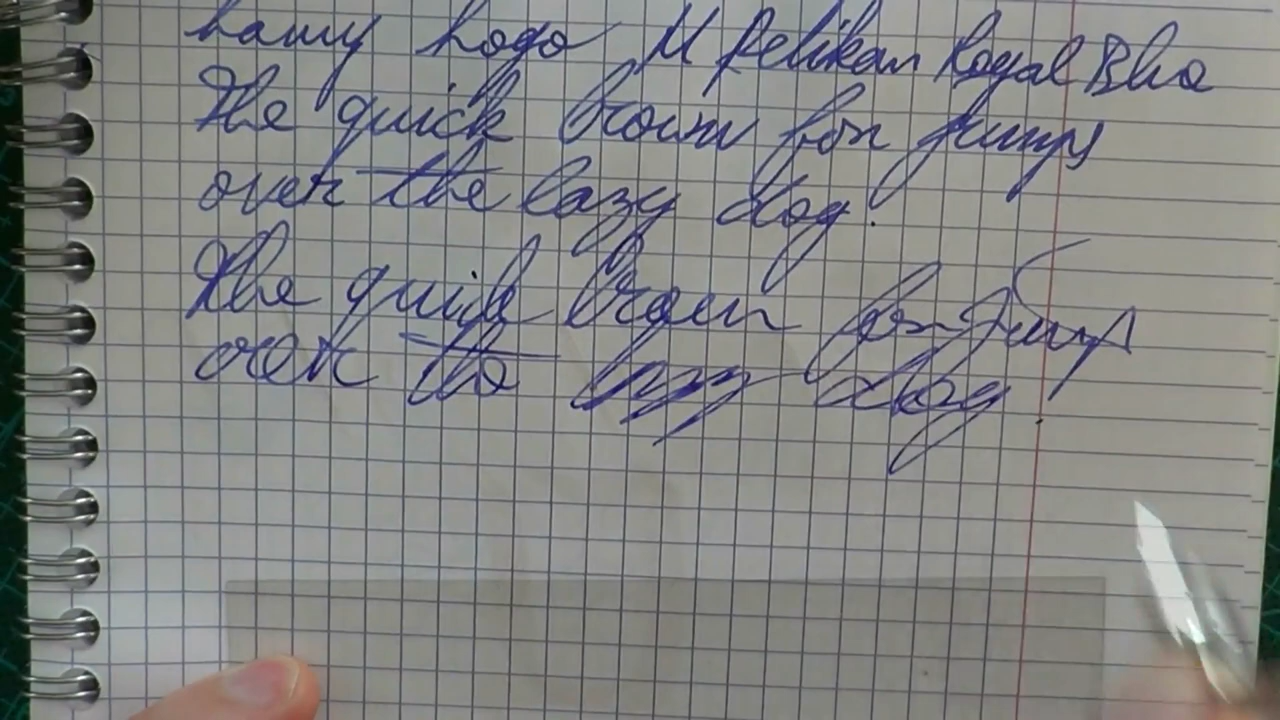 Lamy Logo M Pelikan Royal Blue
The quick brown fox jumps
over the lazy dog.
The quick brown fox jumps
over the lazy dog.